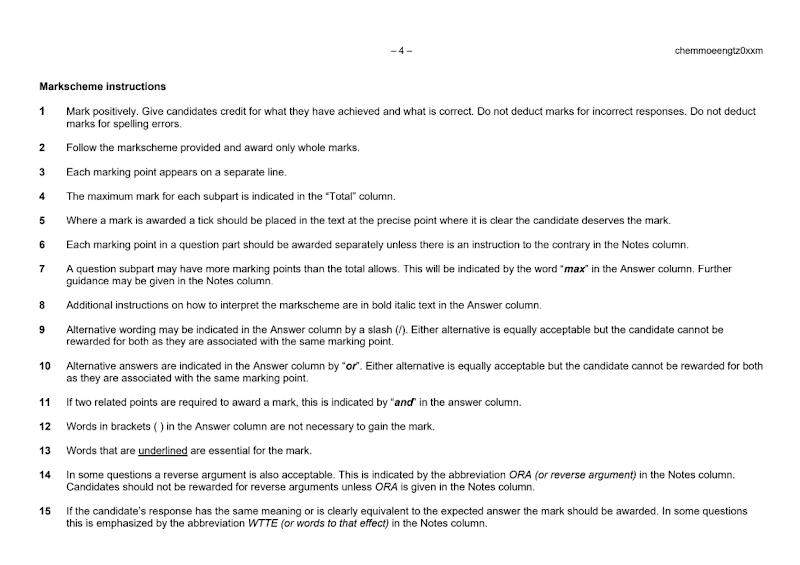 – 4 –
chemmoeengtz0xxm
Markscheme instructions
1 Mark positively. Give candidates credit for what they have achieved and what is correct. Do not deduct marks for incorrect responses. Do not deduct
marks for spelling errors.
2 Follow the markscheme provided and award only whole marks.
3 Each marking point appears on a separate line.
4 The maximum mark for each subpart is indicated in the “Total” column.
5 Where a mark is awarded a tick should be placed in the text at the precise point where it is clear the candidate deserves the mark.
6 Each marking point in a question part should be awarded separately unless there is an instruction to the contrary in the Notes column.
7 A question subpart may have more marking points than the total allows. This will be indicated by the word “max” in the Answer column. Further
guidance may be given in the Notes column.
8 Additional instructions on how to interpret the markscheme are in bold italic text in the Answer column.
9 Alternative wording may be indicated in the Answer column by a slash (/). Either alternative is equally acceptable but the candidate cannot be
rewarded for both as they are associated with the same marking point.
10 Alternative answers are indicated in the Answer column by “or”. Either alternative is equally acceptable but the candidate cannot be rewarded for both
as they are associated with the same marking point.
11 If two related points are required to award a mark, this is indicated by “and” in the answer column.
12 Words in brackets ( ) in the Answer column are not necessary to gain the mark.
13 Words that are underlined are essential for the mark.
14 In some questions a reverse argument is also acceptable. This is indicated by the abbreviation ORA (or reverse argument) in the Notes column.
Candidates should not be rewarded for reverse arguments unless ORA is given in the Notes column.
15 If the candidate’s response has the same meaning or is clearly equivalent to the expected answer the mark should be awarded. In some questions
this is emphasized by the abbreviation WTTE (or words to that effect) in the Notes column.